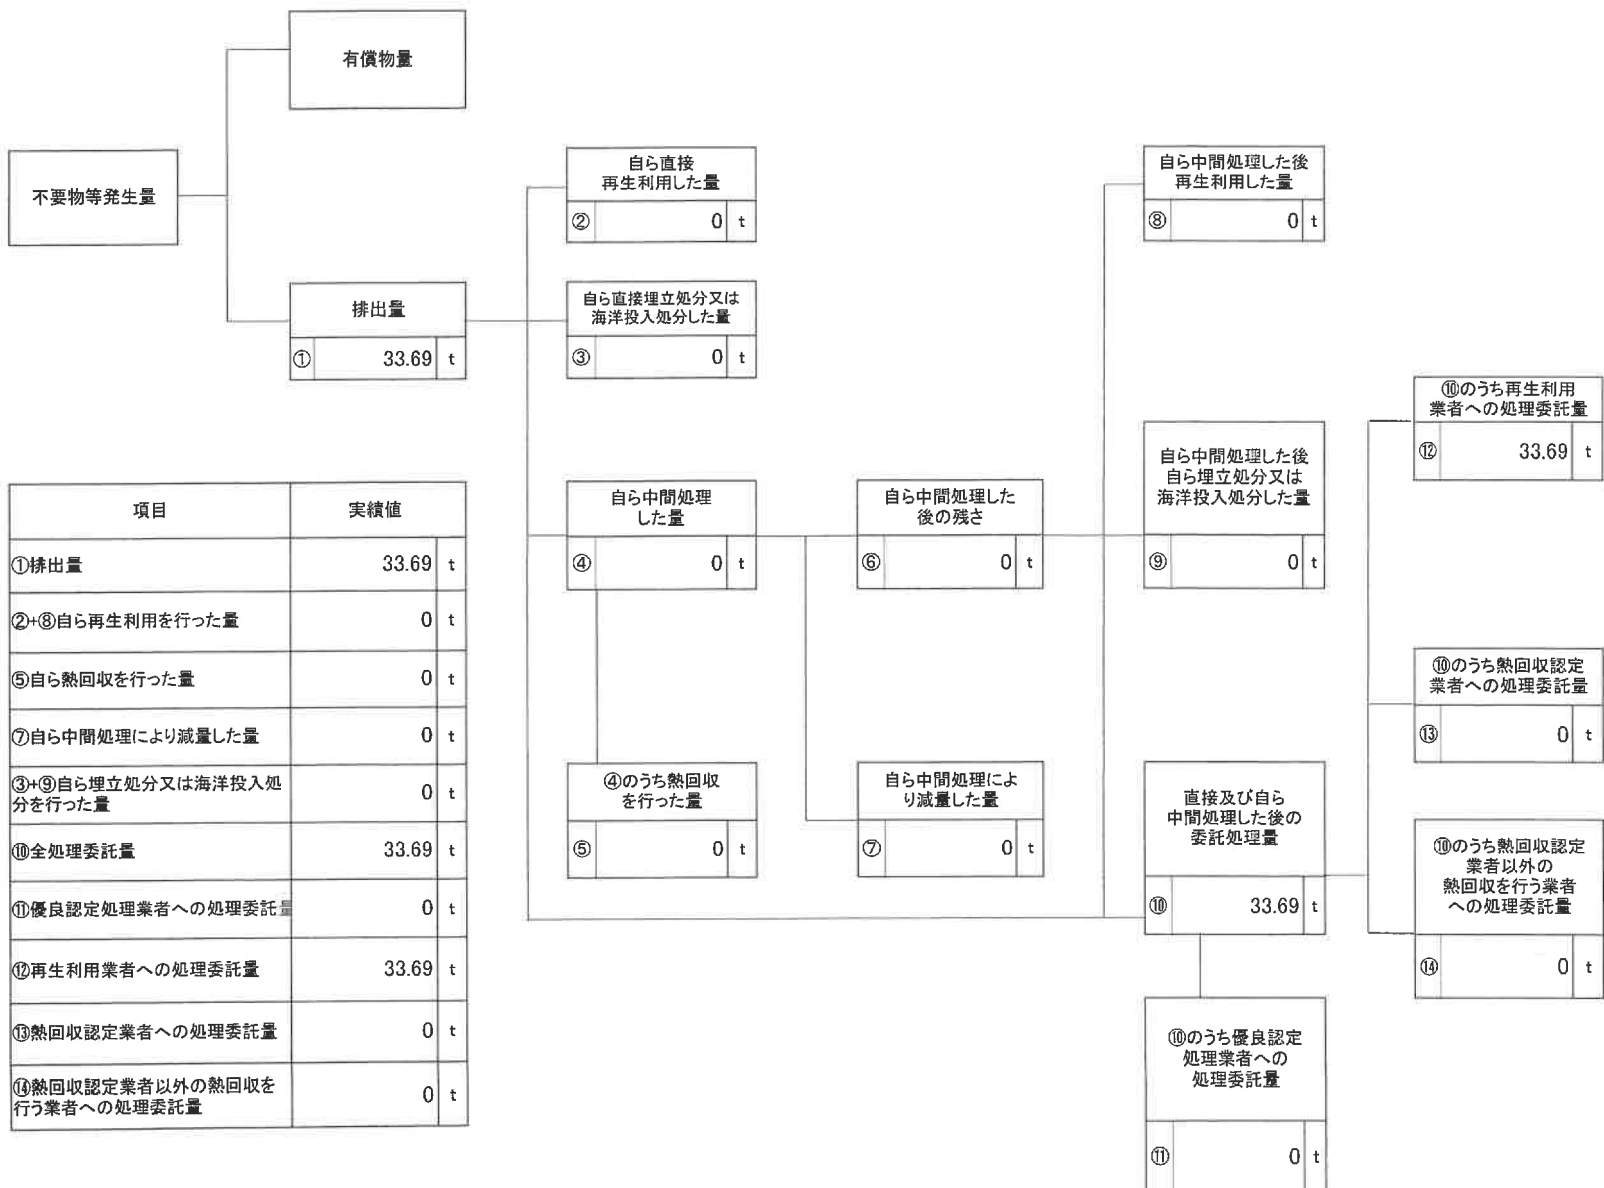 有償物量
不要物等発生量
排出量
① 33.69 t
自ら直接
再生利用した量
② 0 t
自ら直接埋立処分又は
海洋投入処分した量
③ 0 t
自ら中間処理
した量
④ 0 t
④のうち熱回収
を行った量
⑤ 0 t
自ら中間処理した
後の残さ
⑥ 0 t
自ら中間処理によ
り減量した量
⑦ 0 t
自ら中間処理した後
再生利用した量
⑧ 0 t
自ら中間処理した後
自ら埋立処分又は
海洋投入処分した量
⑨ 0 t
直接及び自ら
中間処理した後の
委託処理量
⑩ 33.69 t
⑩のうち優良認定
処理業者への
処理委託量
⑪ 0 t
⑩のうち再生利用
業者への処理委託量
⑫ 33.69 t
⑩のうち熱回収認定
業者への処理委託量
⑬ 0 t
⑩のうち熱回収認定
業者以外の
熱回収を行う業者
への処理委託量
⑭ 0 t
項目 実績値
①排出量 33.69 t
②+⑧自ら再生利用を行った量 0 t
⑤自ら熱回収を行った量 0 t
⑦自ら中間処理により減量した量 0 t
③+⑨自ら埋立処分又は海洋投入処
分を行った量 0 t
⑩全処理委託量 33.69 t
⑪優良認定処理業者への処理委託量 0 t
⑫再生利用業者への処理委託量 33.69 t
⑬熱回収認定業者への処理委託量 0 t
⑭熱回収認定業者以外の熱回収を
行う業者への処理委託量 0 t